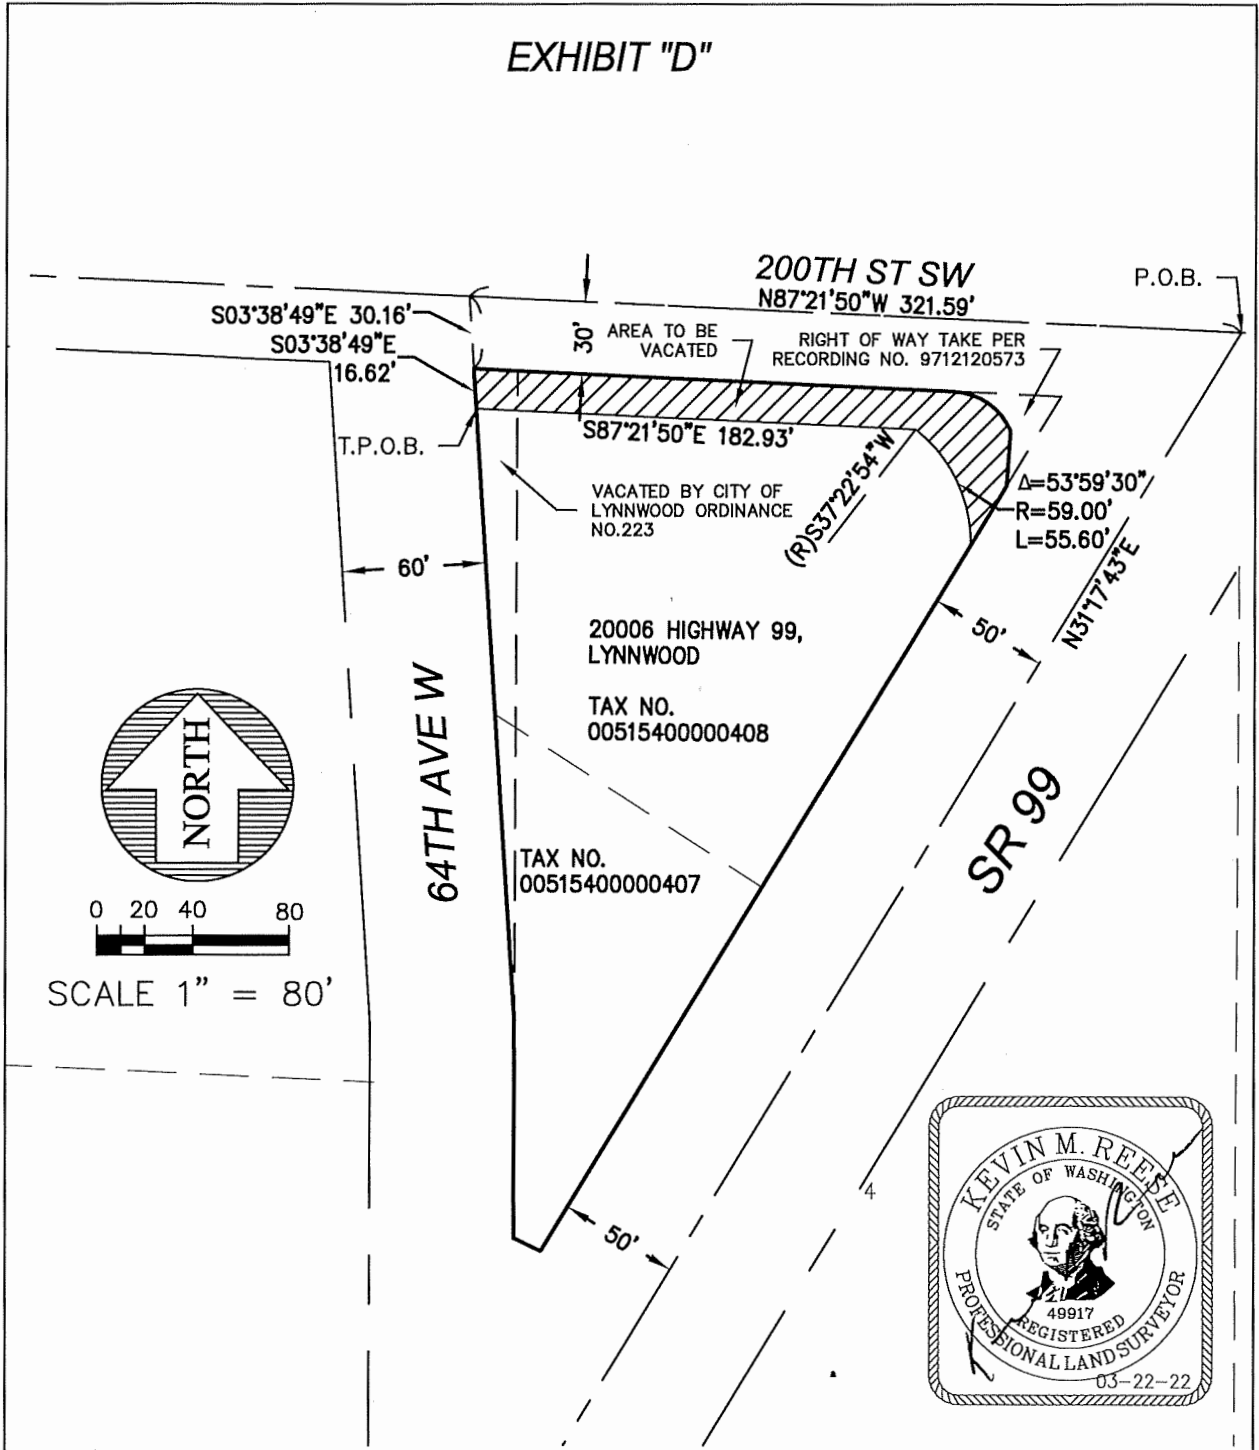 EXHIBIT "D"
200TH ST SW
N87°21'50"W 321.59'
P.O.B.
S03°38'49"E 30.16'
S03°38'49"E
16.62'
30'
AREA TO BE
VACATED
RIGHT OF WAY TAKE PER
RECORDING NO. 9712120573
T.P.O.B.
S87°21'50"E 182.93'
(R)S37°22'54"W
VACATED BY CITY OF
LYNNWOOD ORDINANCE
NO.223
Δ=53°59'30"
R=59.00'
L=55.60'
N31°17'43"E
60'
50'
20006 HIGHWAY 99,
LYNNWOOD
TAX NO.
00515400000408
64TH AVE W
NORTH
SR 99
TAX NO.
00515400000407
0 20 40 80
SCALE 1" = 80'
50'
4
KEVIN M. REESE
STATE OF WASHINGTON
49917
REGISTERED
PROFESSIONAL LAND SURVEYOR
03-22-22